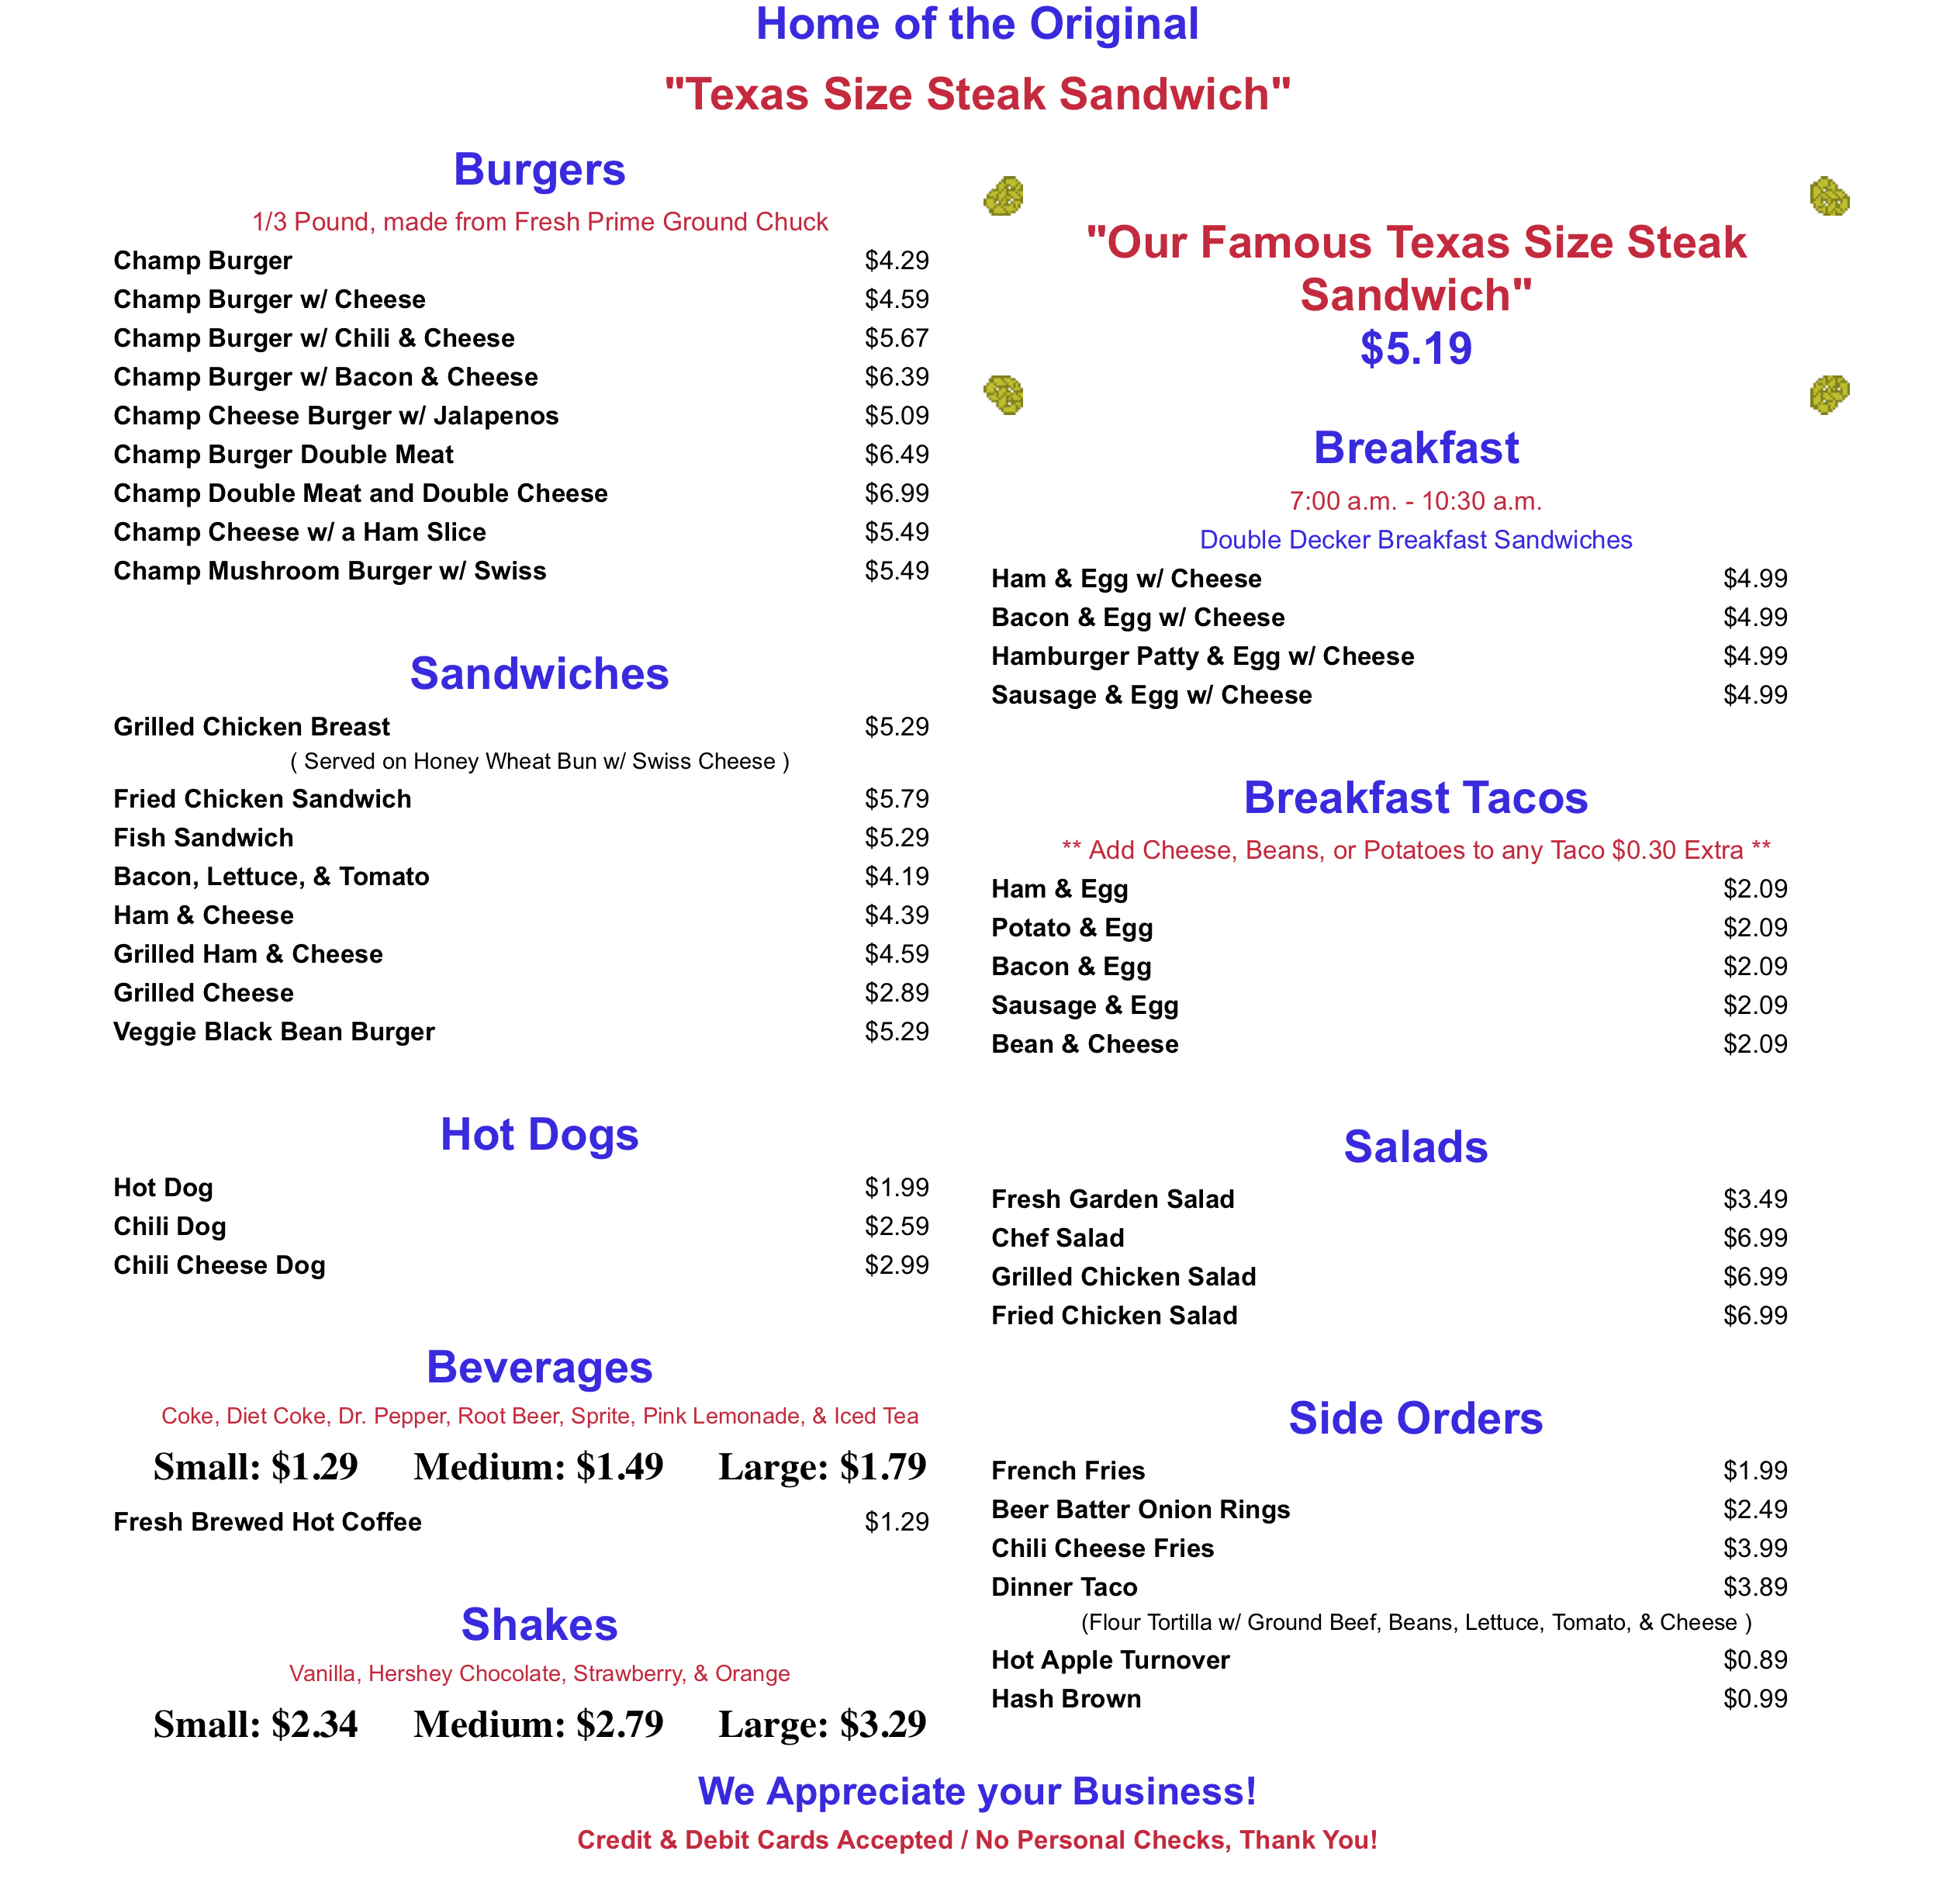 Home of the Original
"Texas Size Steak Sandwich"
Burgers
1/3 Pound, made from Fresh Prime Ground Chuck
Champ Burger $4.29
Champ Burger w/ Cheese $4.59
Champ Burger w/ Chili & Cheese $5.67
Champ Burger w/ Bacon & Cheese $6.39
Champ Cheese Burger w/ Jalapenos $5.09
Champ Burger Double Meat $6.49
Champ Double Meat and Double Cheese $6.99
Champ Cheese w/ a Ham Slice $5.49
Champ Mushroom Burger w/ Swiss $5.49
Sandwiches
Grilled Chicken Breast $5.29
( Served on Honey Wheat Bun w/ Swiss Cheese )
Fried Chicken Sandwich $5.79
Fish Sandwich $5.29
Bacon, Lettuce, & Tomato $4.19
Ham & Cheese $4.39
Grilled Ham & Cheese $4.59
Grilled Cheese $2.89
Veggie Black Bean Burger $5.29
Hot Dogs
Hot Dog $1.99
Chili Dog $2.59
Chili Cheese Dog $2.99
Beverages
Coke, Diet Coke, Dr. Pepper, Root Beer, Sprite, Pink Lemonade, & Iced Tea
Small: $1.29 Medium: $1.49 Large: $1.79
Fresh Brewed Hot Coffee $1.29
Shakes
Vanilla, Hershey Chocolate, Strawberry, & Orange
Small: $2.34 Medium: $2.79 Large: $3.29
"Our Famous Texas Size Steak
Sandwich"
$5.19
Breakfast
7:00 a.m. - 10:30 a.m.
Double Decker Breakfast Sandwiches
Ham & Egg w/ Cheese $4.99
Bacon & Egg w/ Cheese $4.99
Hamburger Patty & Egg w/ Cheese $4.99
Sausage & Egg w/ Cheese $4.99
Breakfast Tacos
** Add Cheese, Beans, or Potatoes to any Taco $0.30 Extra **
Ham & Egg $2.09
Potato & Egg $2.09
Bacon & Egg $2.09
Sausage & Egg $2.09
Bean & Cheese $2.09
Salads
Fresh Garden Salad $3.49
Chef Salad $6.99
Grilled Chicken Salad $6.99
Fried Chicken Salad $6.99
Side Orders
French Fries $1.99
Beer Batter Onion Rings $2.49
Chili Cheese Fries $3.99
Dinner Taco $3.89
(Flour Tortilla w/ Ground Beef, Beans, Lettuce, Tomato, & Cheese )
Hot Apple Turnover $0.89
Hash Brown $0.99
We Appreciate your Business!
Credit & Debit Cards Accepted / No Personal Checks, Thank You!